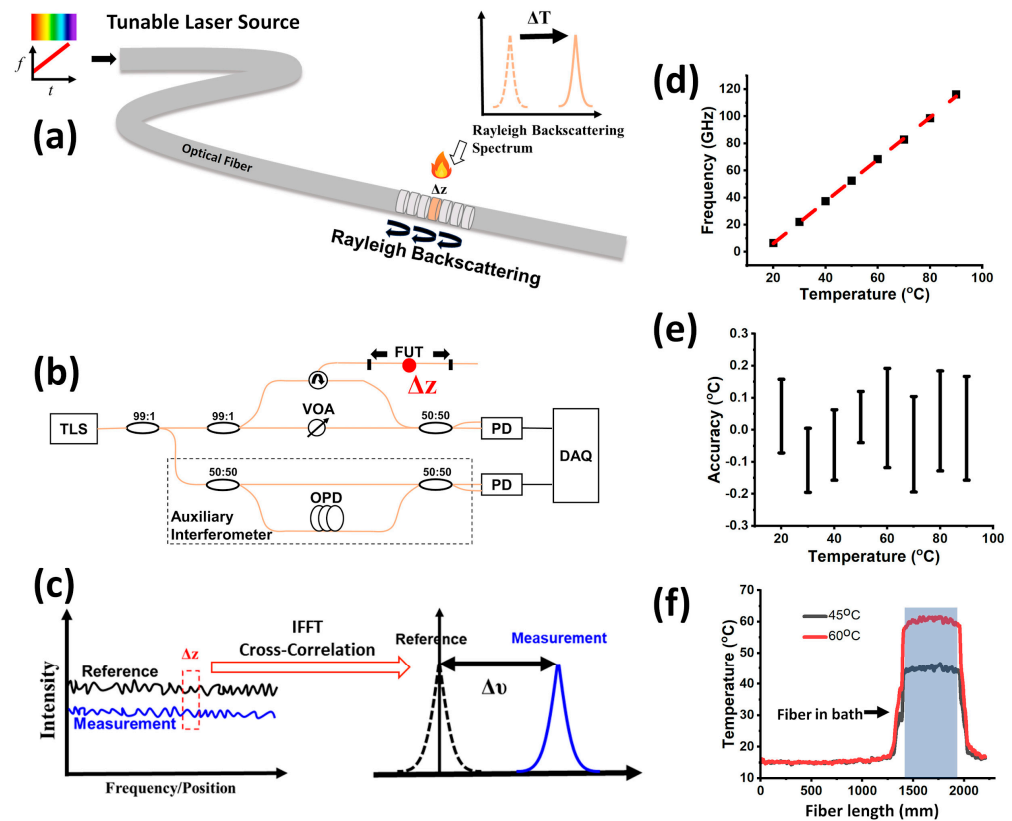 (a)
Tunable Laser Source
f
t
Optical Fiber
Δz
Rayleigh Backscattering
ΔT
Rayleigh Backscattering
Spectrum
(b)
TLS
99:1
99:1
VOA
FUT
Δz
50:50
PD
DAQ
50:50
OPD
50:50
PD
Auxiliary
Interferometer
(c)
Intensity
Reference
Δz
Measurement
Frequency/Position
IFFT
Cross-Correlation
Reference
Measurement
Δυ
(d)
Frequency (GHz)
120
100
80
60
40
20
0
20 40 60 80 100
Temperature (°C)
(e)
Accuracy (°C)
0.3
0.2
0.1
0.0
-0.1
-0.2
-0.3
20 40 60 80 100
Temperature (°C)
(f)
Temperature (°C)
70
60
50
40
30
20
10
45°C
60°C
Fiber in bath
0 500 1000 1500 2000
Fiber length (mm)